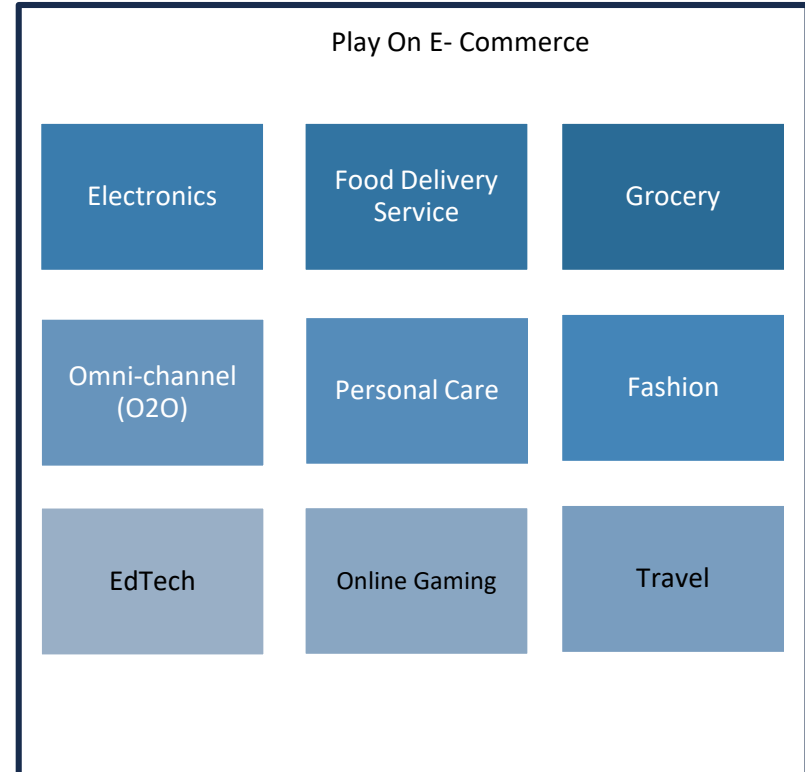 Play On E- Commerce
Electronics
Food Delivery
Service
Grocery
Omni-channel
(O2O)
Personal Care
Fashion
EdTech
Online Gaming
Travel